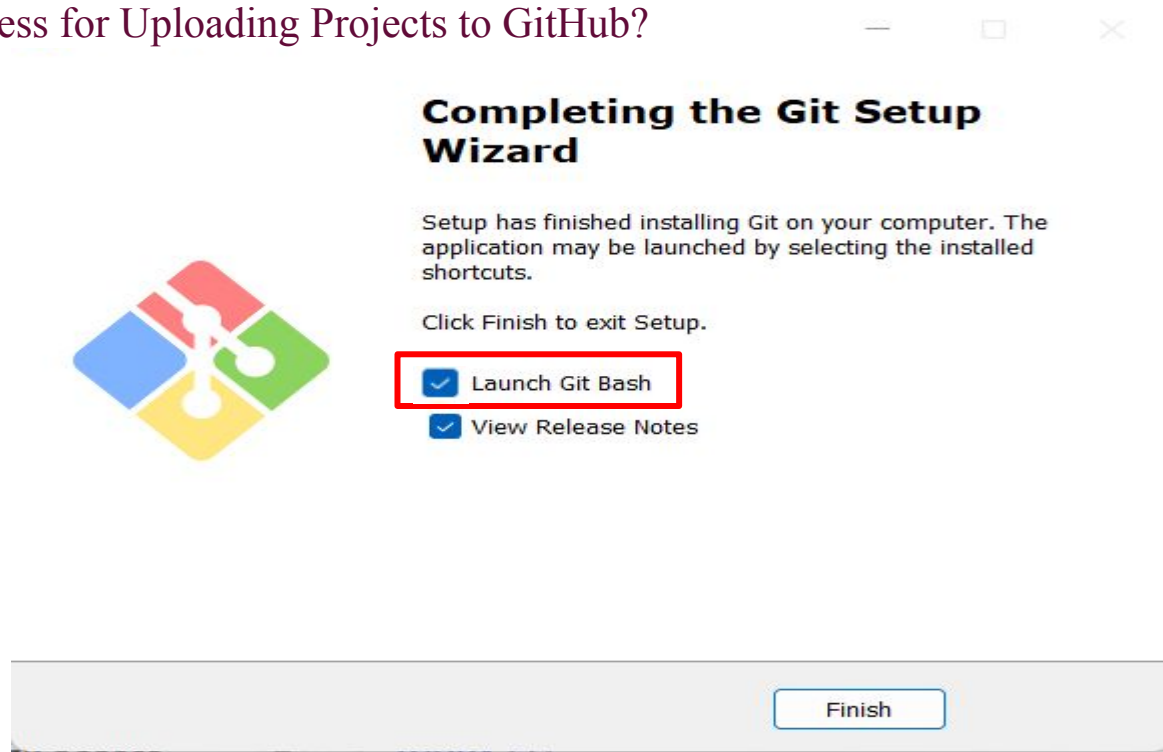 ess for Uploading Projects to GitHub?
Completing the Git Setup
Wizard
Setup has finished installing Git on your computer. The
application may be launched by selecting the installed
shortcuts.
Click Finish to exit Setup.
Launch Git Bash
View Release Notes
Finish